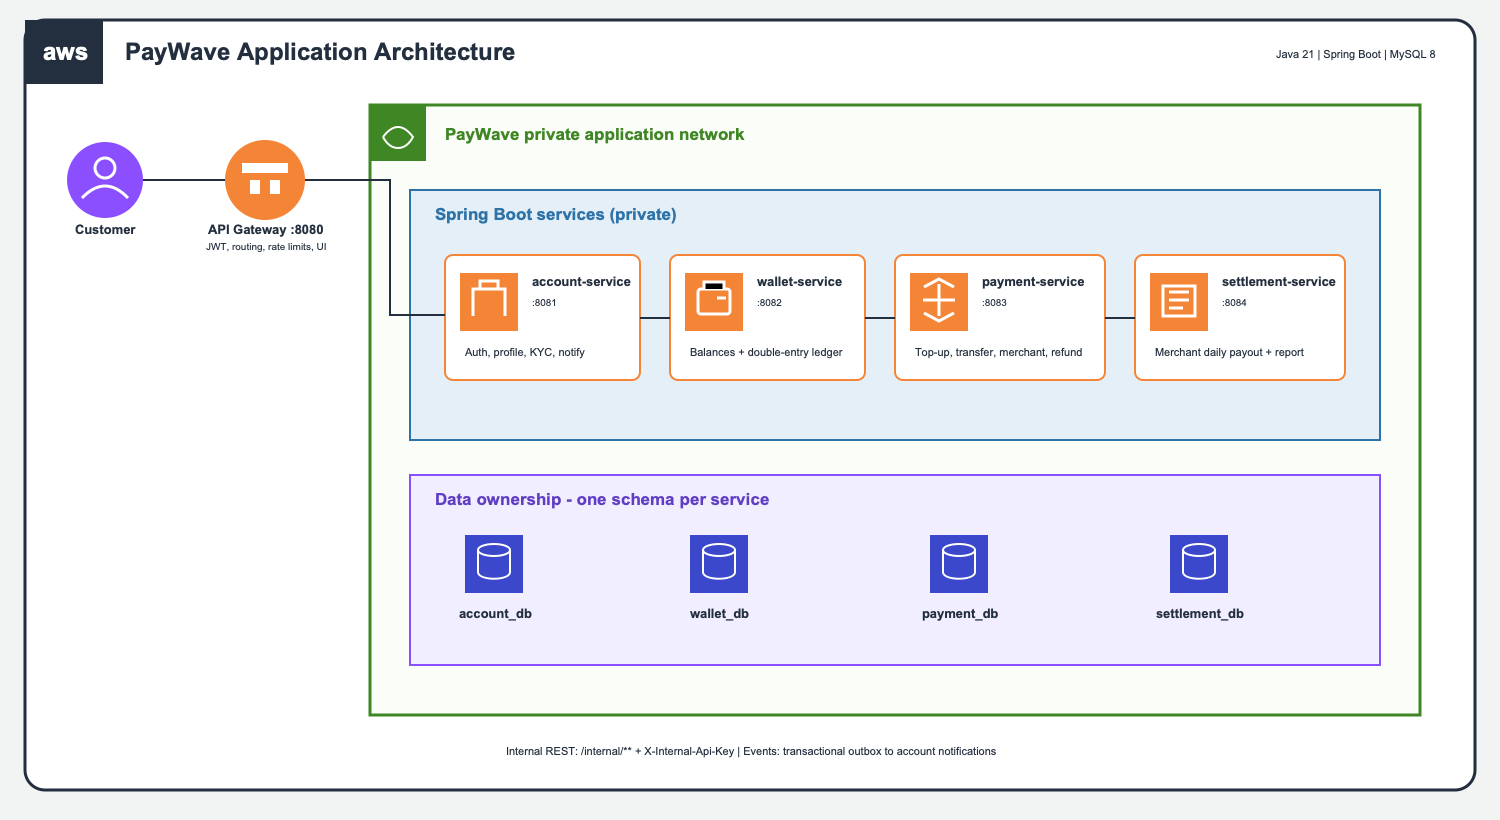 aws
PayWave Application Architecture
Java 21 | Spring Boot | MySQL 8
PayWave private application network
Customer
API Gateway :8080
JWT, routing, rate limits, UI
Spring Boot services (private)
account-service
:8081
Auth, profile, KYC, notify
wallet-service
:8082
Balances + double-entry ledger
payment-service
:8083
Top-up, transfer, merchant, refund
settlement-service
:8084
Merchant daily payout + report
Data ownership - one schema per service
account_db
wallet_db
payment_db
settlement_db
Internal REST: /internal/** + X-Internal-Api-Key | Events: transactional outbox to account notifications